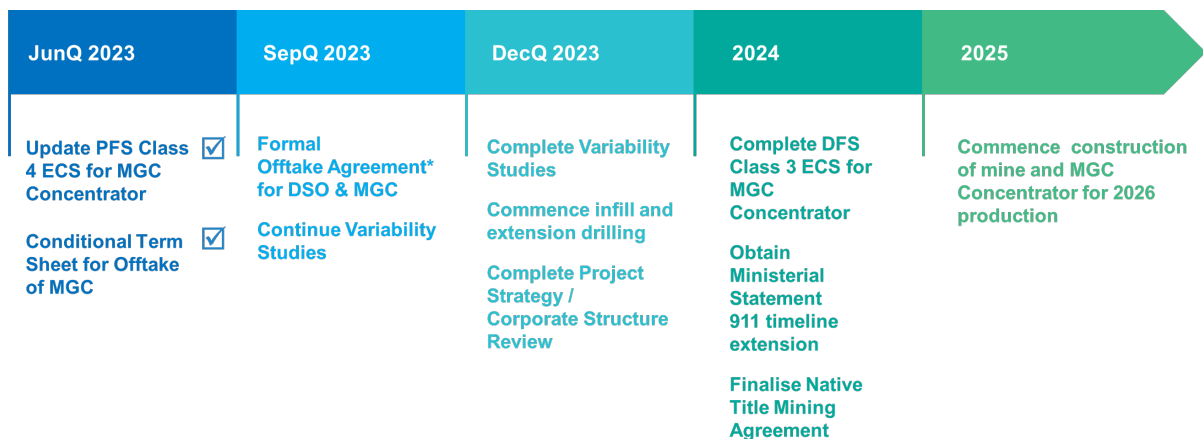 JunQ 2023
SepQ 2023
DecQ 2023
2024
2025
Update PFS Class
4 ECS for MGC
Concentrator
Conditional Term
Sheet for Offtake
of MGC
Formal
Offtake Agreement*
for DSO & MGC
Continue Variability
Studies
Complete Variability
Studies
Commence infill and
extension drilling
Complete Project
Strategy /
Corporate Structure
Review
Complete DFS
Class 3 ECS for
MGC
Concentrator
Obtain
Ministerial
Statement
911 timeline
extension
Finalise Native
Title Mining
Agreement
Commence construction
of mine and MGC
Concentrator for 2026
production